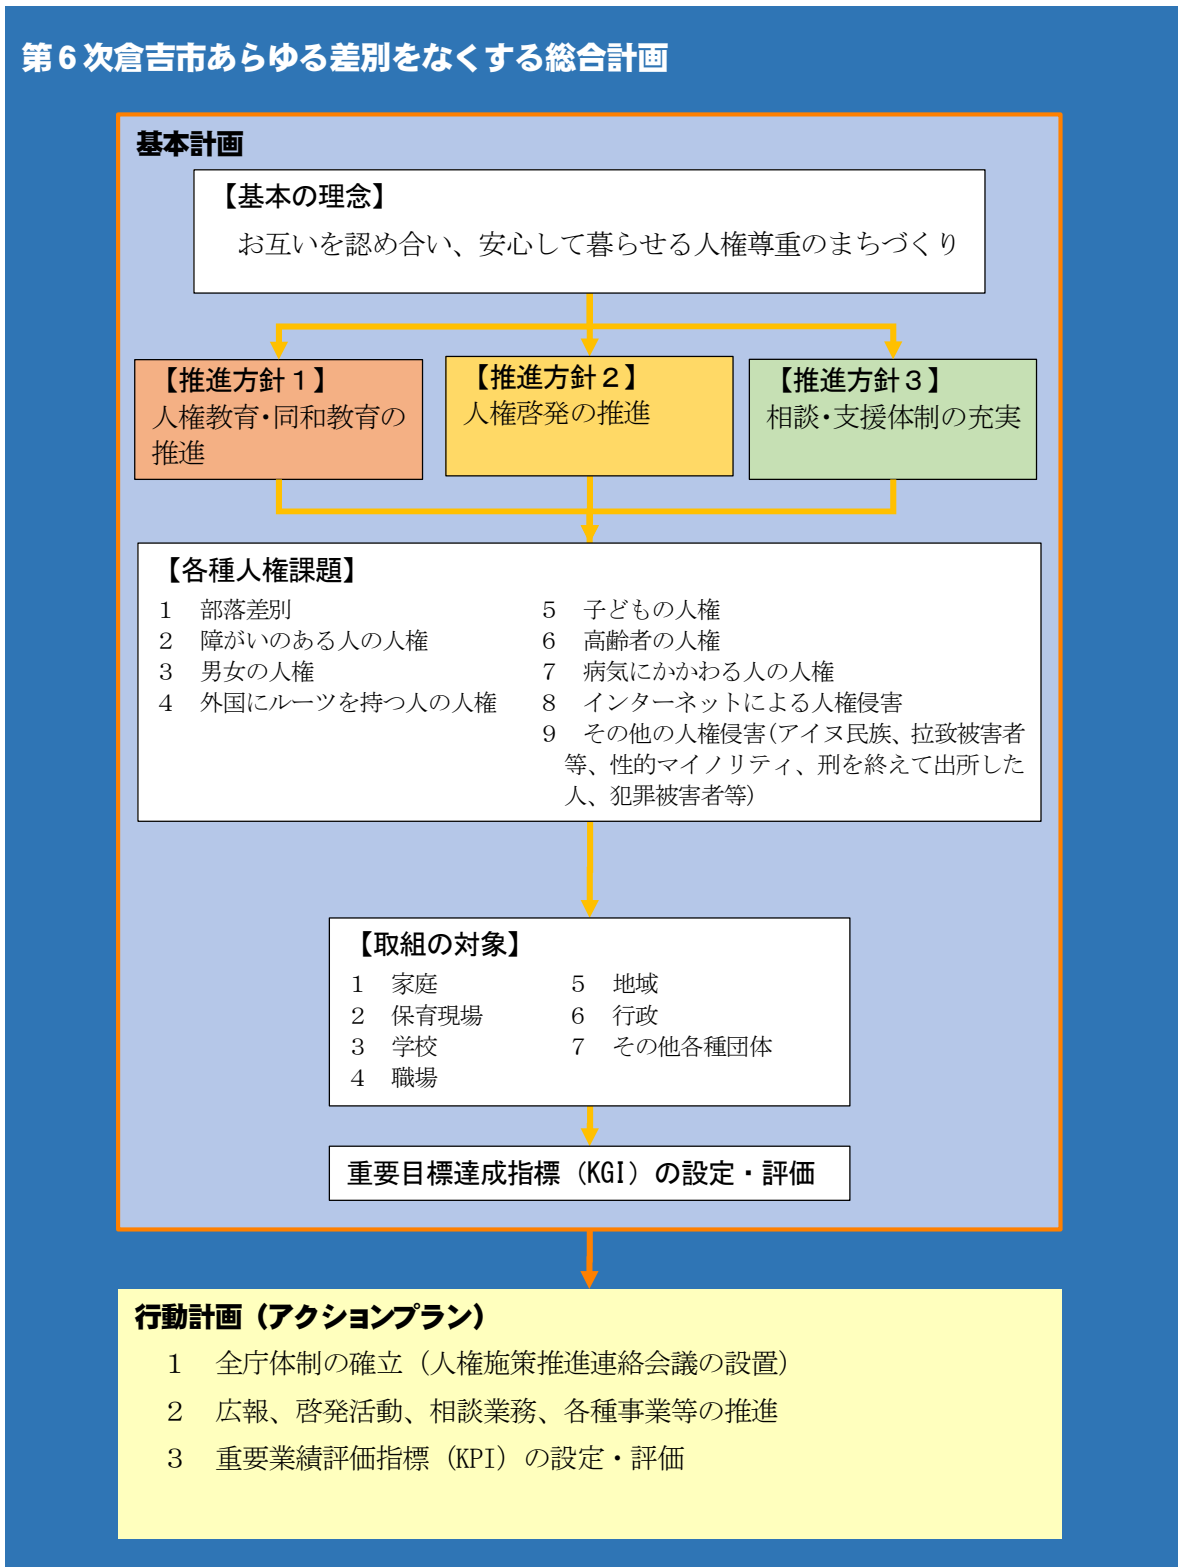 第６次倉吉市あらゆる差別をなくする総合計画
基本計画
【基本の理念】
お互いを認め合い、安心して暮らせる人権尊重のまちづくり
【推進方針１】
人権教育・同和教育の
推進
【推進方針２】
人権啓発の推進
【推進方針３】
相談・支援体制の充実
【各種人権課題】
１　部落差別
２　障がいのある人の人権
３　男女の人権
４　外国にルーツを持つ人の人権
５　子どもの人権
６　高齢者の人権
７　病気にかかわる人の人権
８　インターネットによる人権侵害
９　その他の人権侵害（アイヌ民族、拉致被害者
等、性的マイノリティ、刑を終えて出所した
人、犯罪被害者等）
【取組の対象】
１　家庭
２　保育現場
３　学校
４　職場
５　地域
６　行政
７　その他各種団体
重要目標達成指標（KGI）の設定・評価
行動計画（アクションプラン）
１　全庁体制の確立（人権施策推進連絡会議の設置）
２　広報、啓発活動、相談業務、各種事業等の推進
３　重要業績評価指標（KPI）の設定・評価